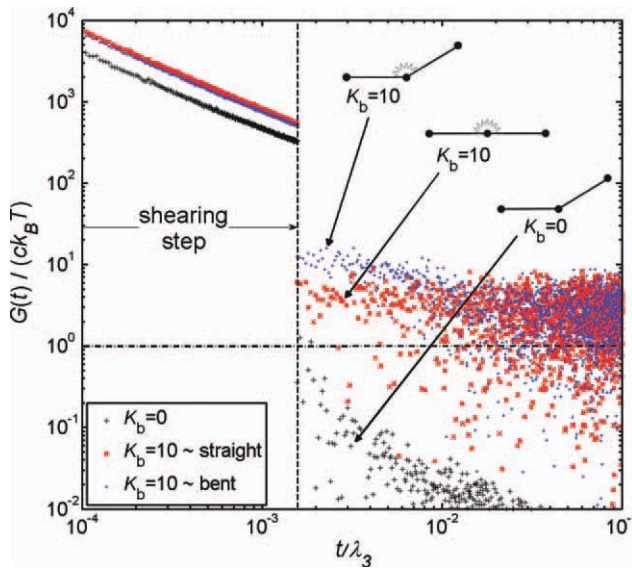 10^4
10^3
10^2
10^1
10^0
10^-1
10^-2
G(t) / (ck_BT)
shearing
step
K_b=10
K_b=10
K_b=0
K_b=0
K_b=10 ~ straight
K_b=10 ~ bent
10^-4
10^-3
10^-2
10^-1
t/λ_3